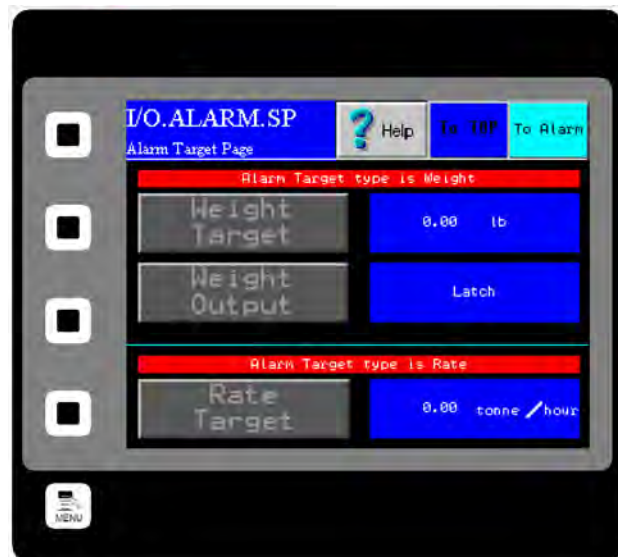 I/O.ALARM.SP
Alarm Target Page
? Help
To TOP
To Alarm
Alarm Target type is Weight
Weight
Target
0.00 lb
Weight
Output
Latch
Alarm Target type is Rate
Rate
Target
0.00 tonne/hour
MENU